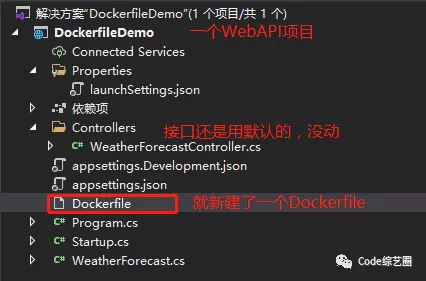 解决方案"DockerfileDemo"(1 个项目/共 1 个)
DockerfileDemo 一个WebAPI项目
Connected Services
Properties
launchSettings.json
依赖项
Controllers 接口还是用默认的，没动
C# WeatherForecastController.cs
appsettings.Development.json
appsettings.json
Dockerfile 就新建了一个Dockerfile
C# Program.cs
C# Startup.cs
C# WeatherForecast.cs
Code综艺圈